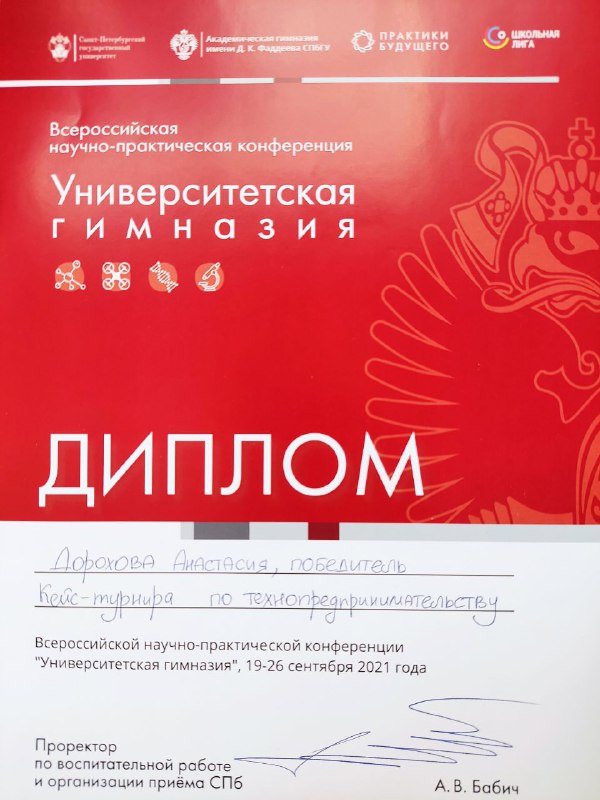 Санкт-Петербургский
государственный
университет
Академическая гимназия
имени Д. К. Фаддеева СПбГУ
ПРАКТИКИ
БУДУЩЕГО
ШКОЛЬНАЯ
ЛИГА
Всероссийская
научно-практическая конференция
Университетская
гимназия
ДИПЛОМ
Дорохова Анастасия, победитель
Кейс-турнира по технопредпринимательству
Всероссийской научно-практической конференции
"Университетская гимназия", 19-26 сентября 2021 года
Проректор
по воспитательной работе
и организации приёма СПб
А. В. Бабич